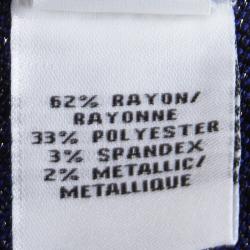 62% RAYON/
RAYONNE
33% POLYESTER
3% SPANDEX
2% METALLIC/
METALLIQUE